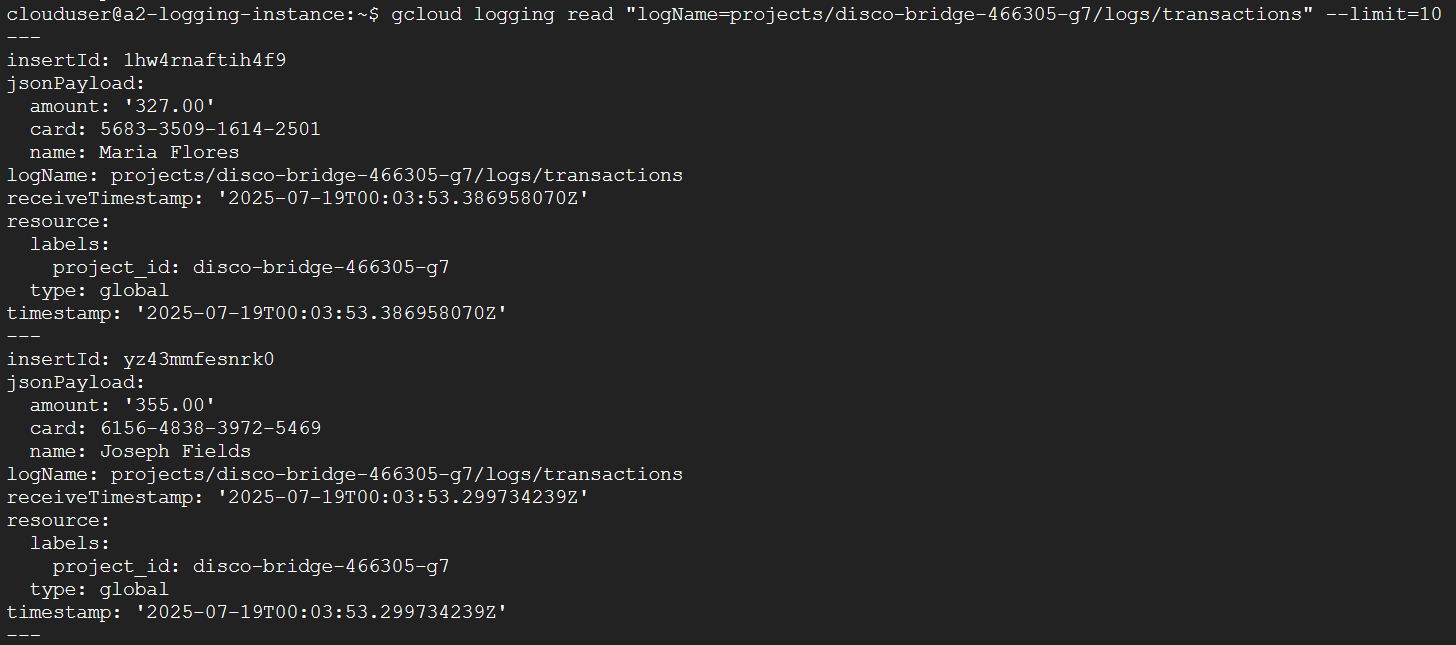 clouduser@a2-logging-instance:~$ gcloud logging read "logName=projects/disco-bridge-466305-g7/logs/transactions" --limit=10
---
insertId: 1hw4rnaftih4f9
jsonPayload:
  amount: '327.00'
  card: 5683-3509-1614-2501
  name: Maria Flores
logName: projects/disco-bridge-466305-g7/logs/transactions
receiveTimestamp: '2025-07-19T00:03:53.386958070Z'
resource:
  labels:
    project_id: disco-bridge-466305-g7
  type: global
timestamp: '2025-07-19T00:03:53.386958070Z'
---
insertId: yz43mmfesnrk0
jsonPayload:
  amount: '355.00'
  card: 6156-4838-3972-5469
  name: Joseph Fields
logName: projects/disco-bridge-466305-g7/logs/transactions
receiveTimestamp: '2025-07-19T00:03:53.299734239Z'
resource:
  labels:
    project_id: disco-bridge-466305-g7
  type: global
timestamp: '2025-07-19T00:03:53.299734239Z'
---